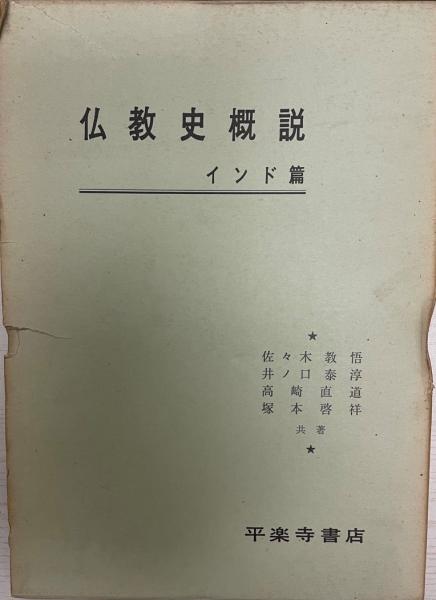 仏教史概説
インド篇
★
佐々木教悟
井ノ口泰淳
高崎直道
塚本啓祥
共著
★
平楽寺書店